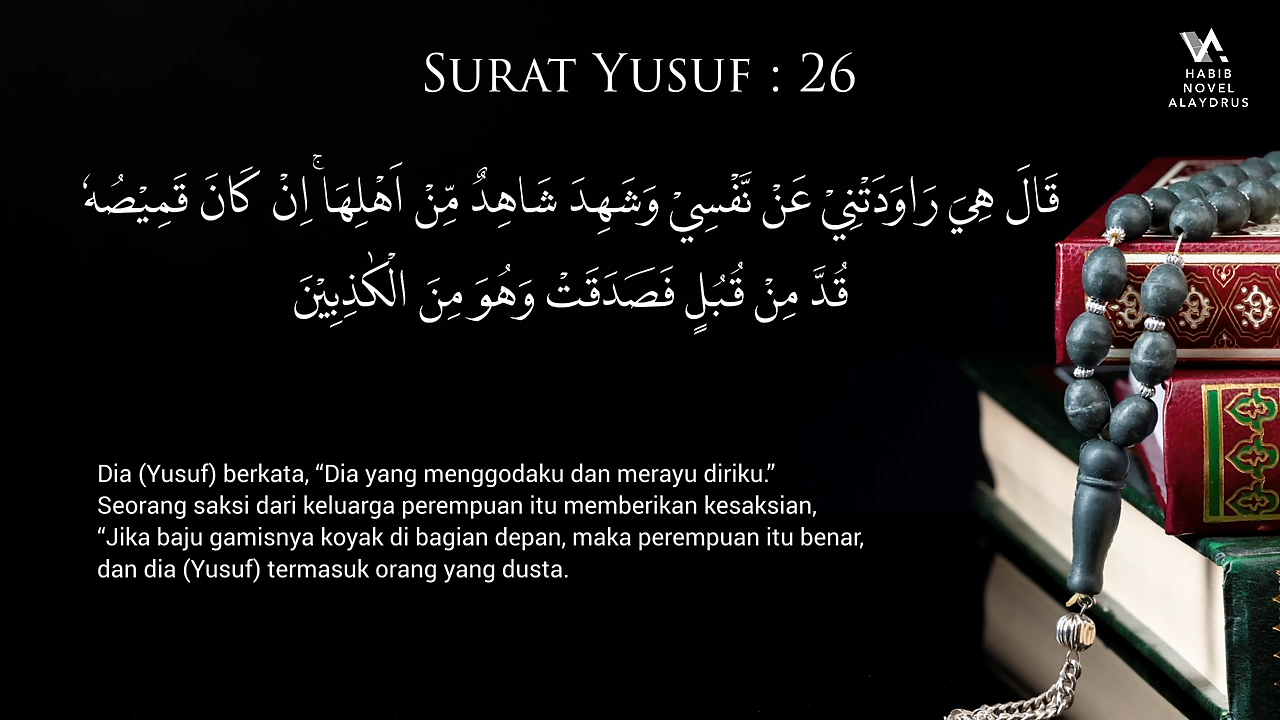 SURAT YUSUF : 26
HABIB
NOVEL
ALAYDRUS
قَالَ هِيَ رَاوَدَتْنِيْ عَنْ نَّفْسِيْ وَشَهِدَ شَاهِدٌ مِّنْ اَهْلِهَاۚ اِنْ كَانَ قَمِيْصُهٗ
قُدَّ مِنْ قُبُلٍ فَصَدَقَتْ وَهُوَ مِنَ الْكٰذِبِيْنَ
Dia (Yusuf) berkata, “Dia yang menggodaku dan merayu diriku.”
Seorang saksi dari keluarga perempuan itu memberikan kesaksian,
“Jika baju gamisnya koyak di bagian depan, maka perempuan itu benar,
dan dia (Yusuf) termasuk orang yang dusta.